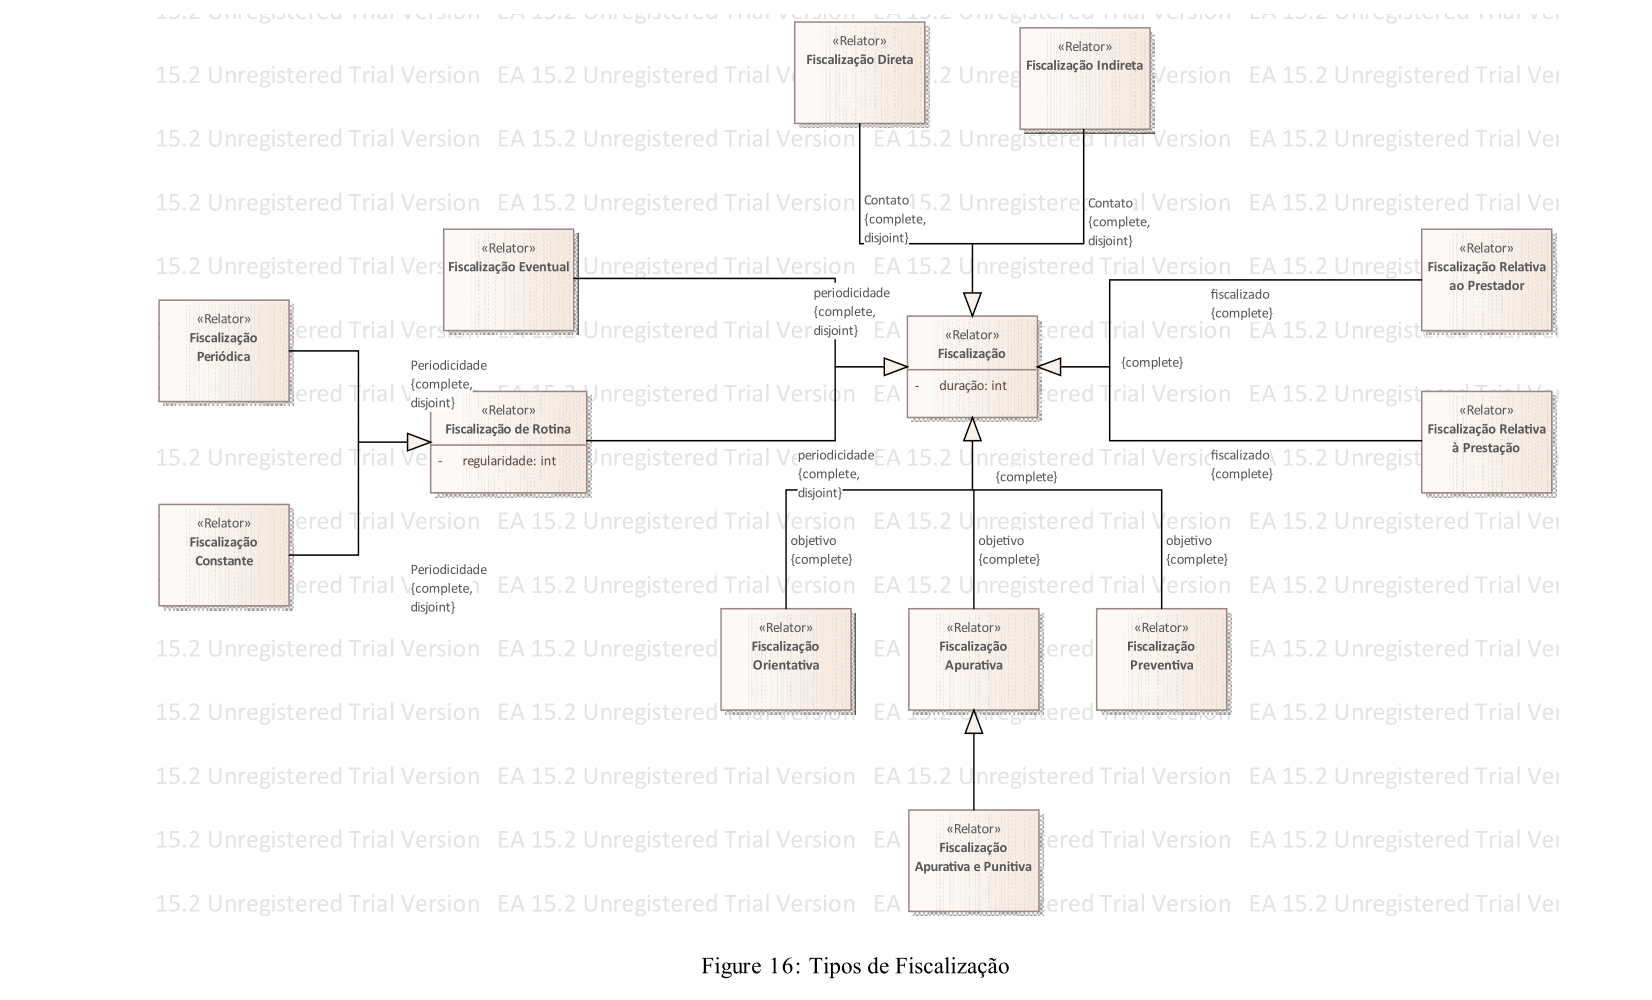 15.2 Unregistered Trial Version EA 15.2 Unregistered Trial Version EA 15.2 Unregistered Trial Version EA 15.2 Unregistered Trial Ver
«Relator»
Fiscalização Direta
«Relator»
Fiscalização Indireta
Contato
{complete,
disjoint}
Contato
{complete,
disjoint}
«Relator»
Fiscalização Eventual
periodicidade
{complete,
disjoint}
«Relator»
Fiscalização Relativa
ao Prestador
fiscalizado
{complete}
«Relator»
Fiscalização
Periódica
Periodicidade
{complete,
disjoint}
«Relator»
Fiscalização
- duração: int
{complete}
«Relator»
Fiscalização de Rotina
- regularidade: int
periodicidade
{complete,
disjoint}
{complete}
«Relator»
Fiscalização Relativa
à Prestação
fiscalizado
{complete}
«Relator»
Fiscalização
Constante
Periodicidade
{complete,
disjoint}
objetivo
{complete}
objetivo
{complete}
objetivo
{complete}
«Relator»
Fiscalização
Orientativa
«Relator»
Fiscalização
Apurativa
«Relator»
Fiscalização
Preventiva
«Relator»
Fiscalização
Apurativa e Punitiva
Figure 16: Tipos de Fiscalização